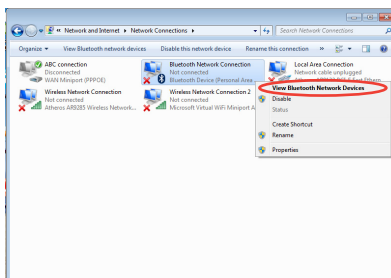 « Network and Internet ▸ Network Connections ▸
Search Network Connections
Organize ▾ View Bluetooth network devices Disable this network device Rename this connection »
ABC connection
Disconnected
WAN Miniport (PPPOE)
Bluetooth Network Connection
Not connected
Bluetooth Device (Personal Area ...
Local Area Connection
Network cable unplugged
Wireless Network Connection
Not connected
Atheros AR9285 Wireless Network...
Wireless Network Connection 2
Not connected
Microsoft Virtual WiFi Miniport A
View Bluetooth Network Devices
Disable
Status
Create Shortcut
Rename
Properties